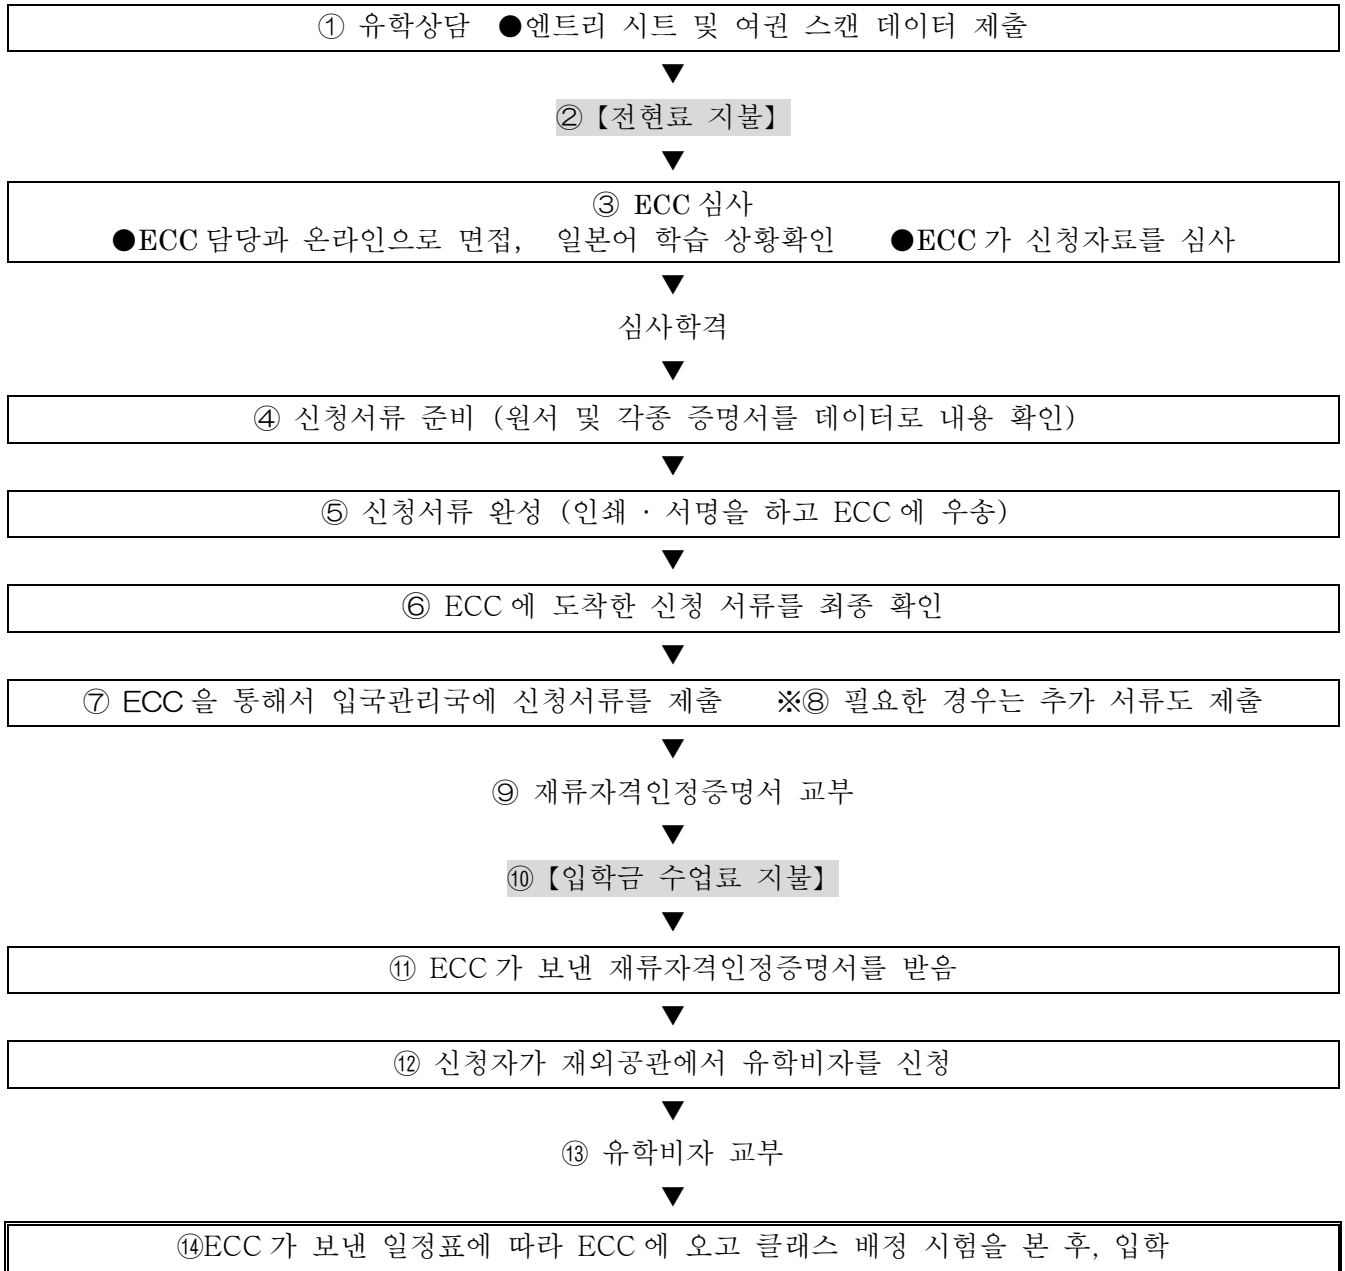 ① 유학상담 ●엔트리 시트 및 여권 스캔 데이터 제출
▼
②【전현료 지불】
▼
③ ECC 심사
●ECC 담당과 온라인으로 면접, 일본어 학습 상황확인 ●ECC 가 신청자료를 심사
▼
심사학격
▼
④ 신청서류 준비 (원서 및 각종 증명서를 데이터로 내용 확인)
▼
⑤ 신청서류 완성 (인쇄 · 서명을 하고 ECC 에 우송)
▼
⑥ ECC 에 도착한 신청 서류를 최종 확인
▼
⑦ ECC 을 통해서 입국관리국에 신청서류를 제출 ※⑧ 필요한 경우는 추가 서류도 제출
▼
⑨ 재류자격인정증명서 교부
▼
⑩【입학금 수업료 지불】
▼
⑪ ECC 가 보낸 재류자격인정증명서를 받음
▼
⑫ 신청자가 재외공관에서 유학비자를 신청
▼
⑬ 유학비자 교부
▼
⑭ECC 가 보낸 일정표에 따라 ECC 에 오고 클래스 배정 시험을 본 후, 입학